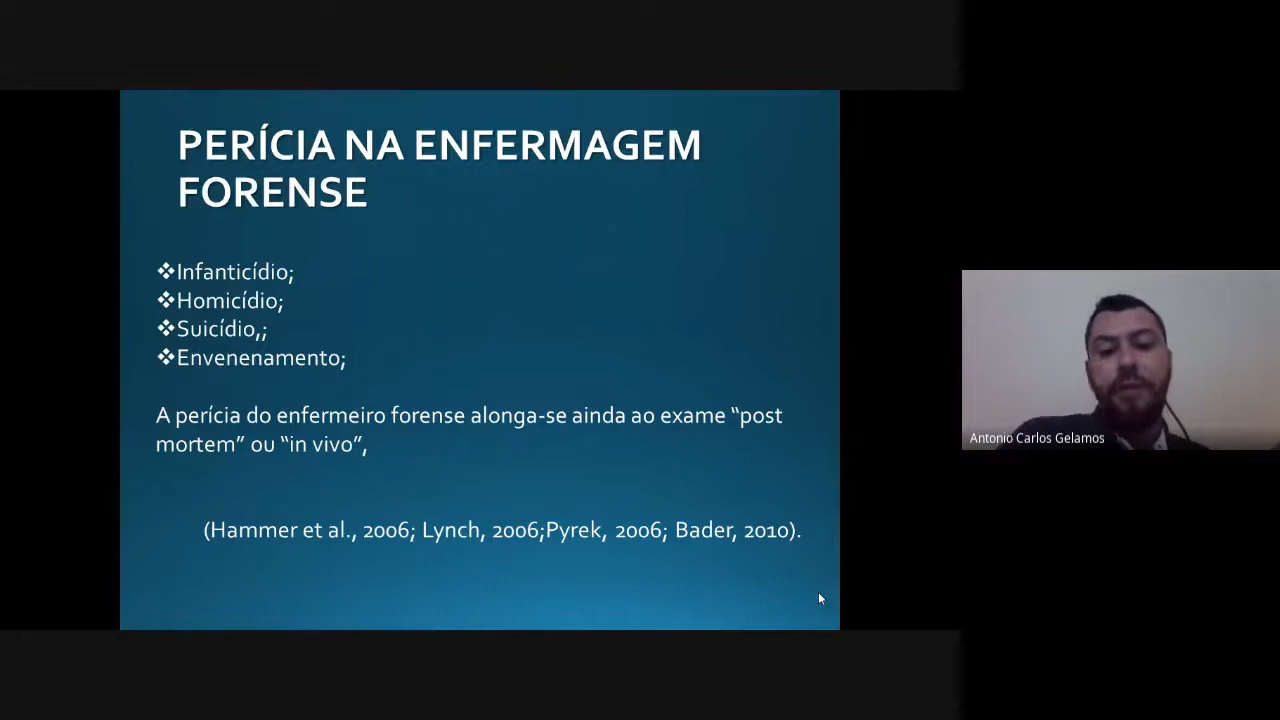 PERÍCIA NA ENFERMAGEM
FORENSE
❖Infanticídio;
❖Homicídio;
❖Suicídio,;
❖Envenenamento;
A perícia do enfermeiro forense alonga-se ainda ao exame “post
mortem” ou “in vivo”,
(Hammer et al., 2006; Lynch, 2006;Pyrek, 2006; Bader, 2010).
Antonio Carlos Gelamos